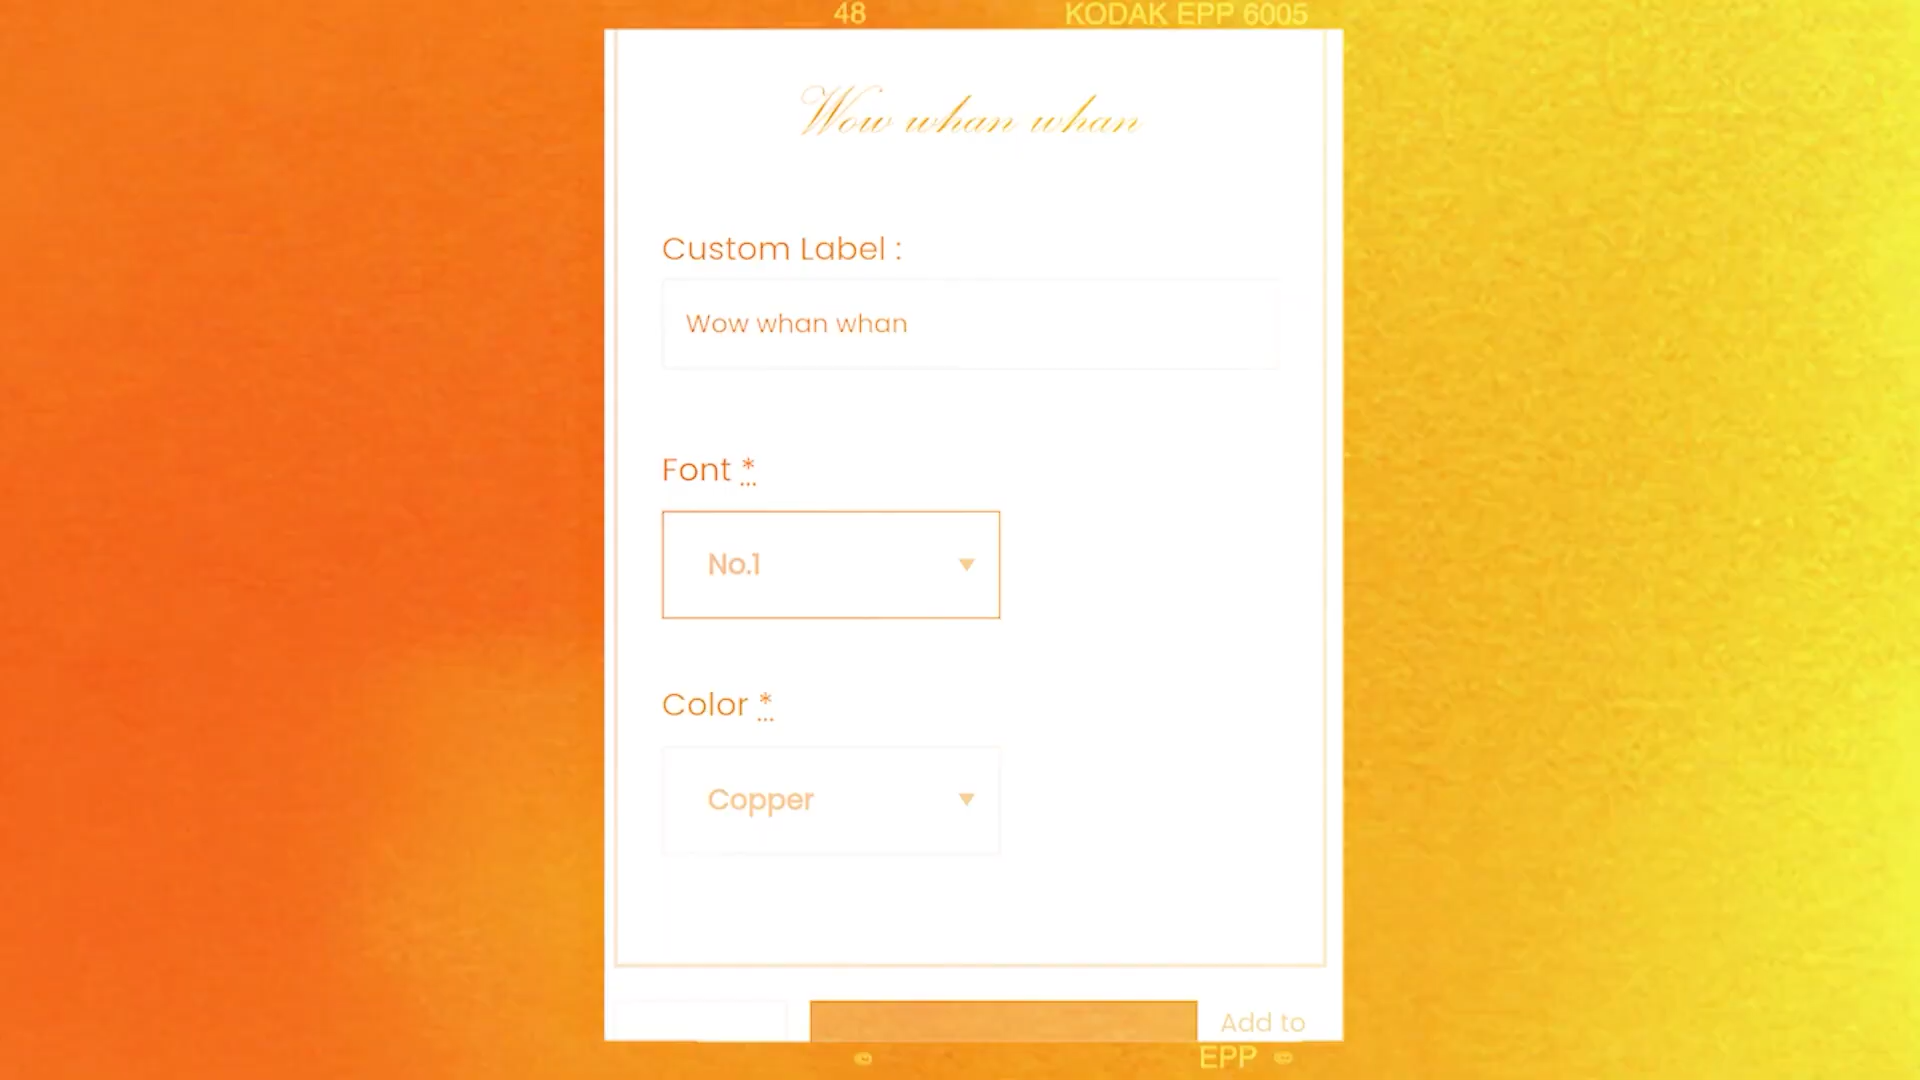 48 KODAK EPP 6005
Wow whan whan
Custom Label :
Wow whan whan
Font *
No.1
Color *
Copper
Add to
EPP